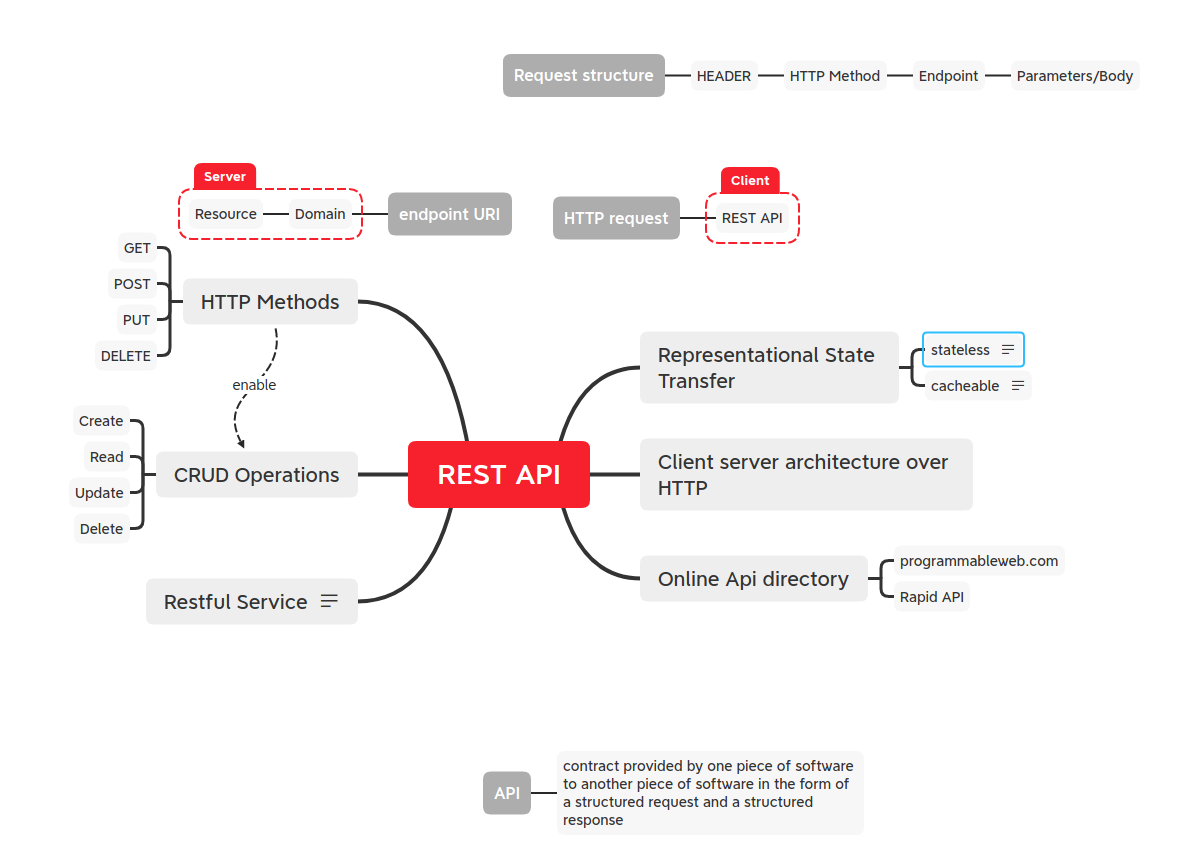 Request structure
HEADER
HTTP Method
Endpoint
Parameters/Body
Server
Resource
Domain
endpoint URI
Client
HTTP request
REST API
GET
POST
PUT
DELETE
HTTP Methods
enable
Create
Read
Update
Delete
CRUD Operations
Restful Service
REST API
Representational State
Transfer
stateless
cacheable
Client server architecture over
HTTP
Online Api directory
programmableweb.com
Rapid API
API
contract provided by one piece of software
to another piece of software in the form of
a structured request and a structured
response